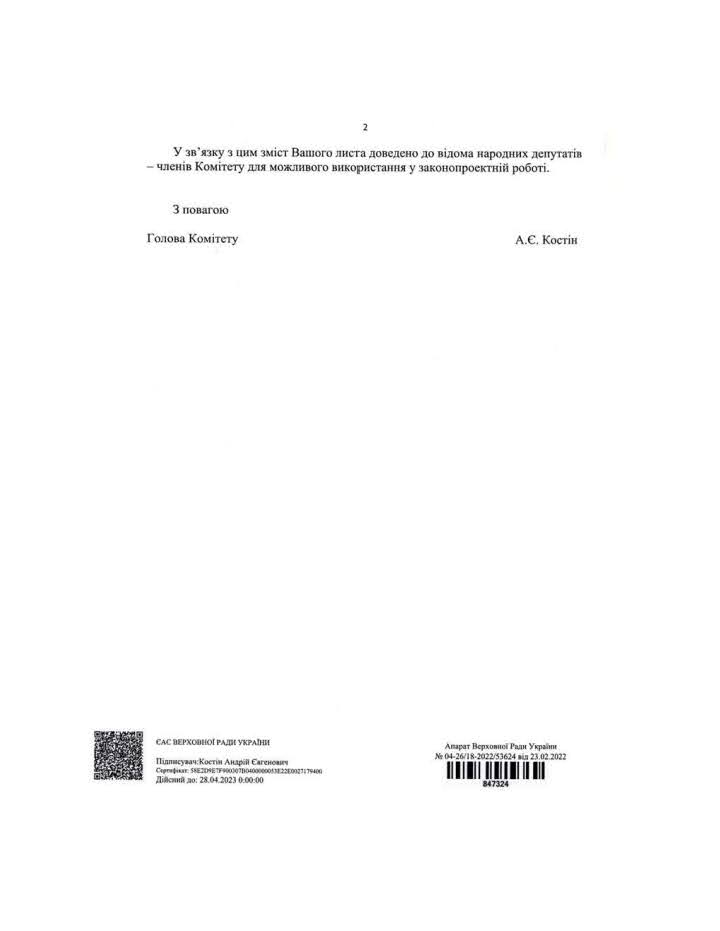 2
У зв’язку з цим зміст Вашого листа доведено до відома народних депутатів
– членів Комітету для можливого використання у законопроектній роботі.
З повагою
Голова Комітету А.Є. Костін
ЄАС ВЕРХОВНОЇ РАДИ УКРАЇНИ
Підписувач:Костін Андрій Євгенович
Сертифікат: 58E2D9E7F900307B0400000053E22E0027179400
Дійсний до: 28.04.2023 0:00:00
Апарат Верховної Ради України
№ 04-26/18-2022/53624 від 23.02.2022
847324